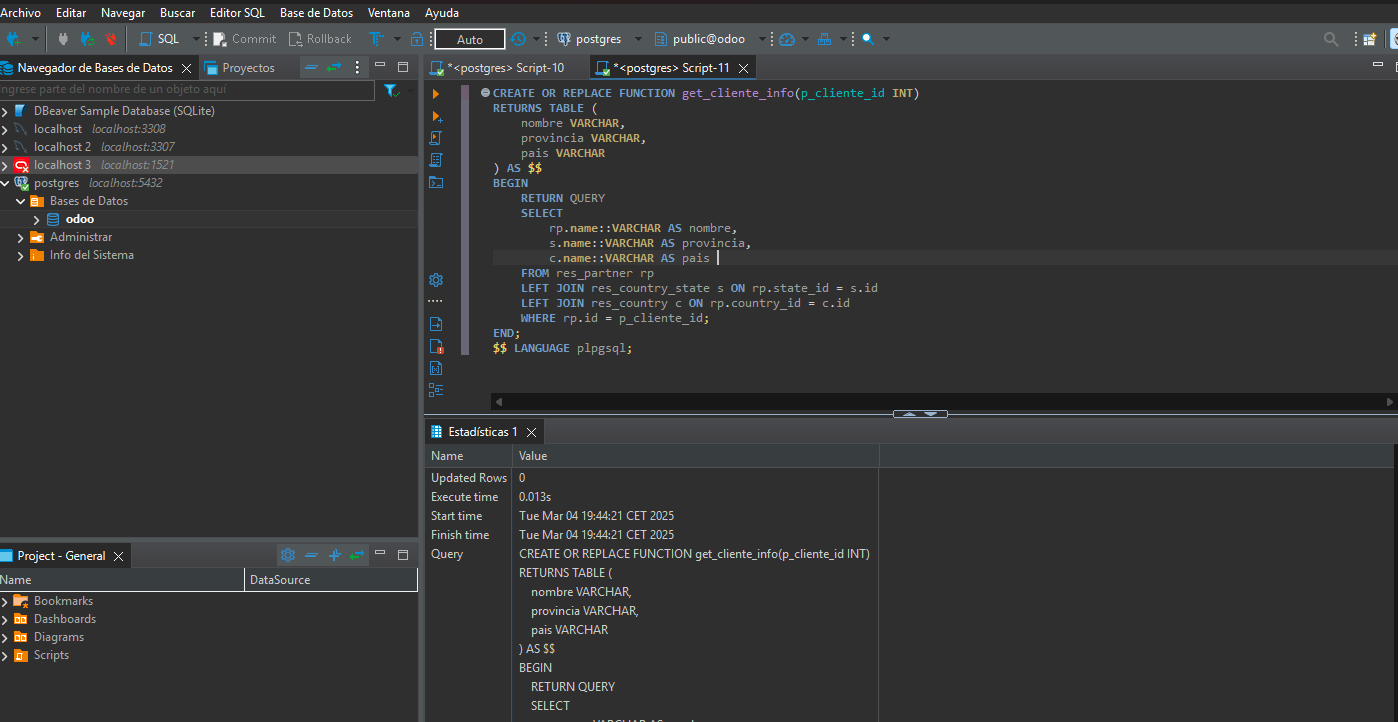 Archivo Editar Navegar Buscar Editor SQL Base de Datos Ventana Ayuda
SQL Commit Rollback Auto postgres public@odoo
Navegador de Bases de Datos Proyectos
ngrese parte del nombre de un objeto aquí
DBeaver Sample Database (SQLite)
localhost localhost:3308
localhost 2 localhost:3307
localhost 3 localhost:1521
postgres localhost:5432
Bases de Datos
odoo
Administrar
Info del Sistema
Project - General
Name DataSource
Bookmarks
Dashboards
Diagrams
Scripts
*<postgres> Script-10 *<postgres> Script-11
CREATE OR REPLACE FUNCTION get_cliente_info(p_cliente_id INT)
RETURNS TABLE (
nombre VARCHAR,
provincia VARCHAR,
pais VARCHAR
) AS $$
BEGIN
RETURN QUERY
SELECT
rp.name::VARCHAR AS nombre,
s.name::VARCHAR AS provincia,
c.name::VARCHAR AS pais
FROM res_partner rp
LEFT JOIN res_country_state s ON rp.state_id = s.id
LEFT JOIN res_country c ON rp.country_id = c.id
WHERE rp.id = p_cliente_id;
END;
$$ LANGUAGE plpgsql;
Estadísticas 1
Name Value
Updated Rows 0
Execute time 0.013s
Start time Tue Mar 04 19:44:21 CET 2025
Finish time Tue Mar 04 19:44:21 CET 2025
Query CREATE OR REPLACE FUNCTION get_cliente_info(p_cliente_id INT)
RETURNS TABLE (
nombre VARCHAR,
provincia VARCHAR,
pais VARCHAR
) AS $$
BEGIN
RETURN QUERY
SELECT